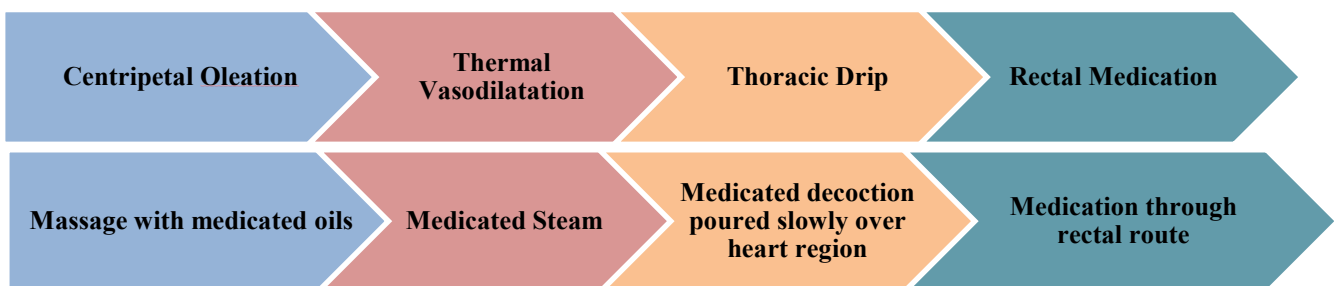 Centripetal Oleation
Thermal
Vasodilatation
Thoracic Drip
Rectal Medication
Massage with medicated oils
Medicated Steam
Medicated decoction
poured slowly over
heart region
Medication through
rectal route